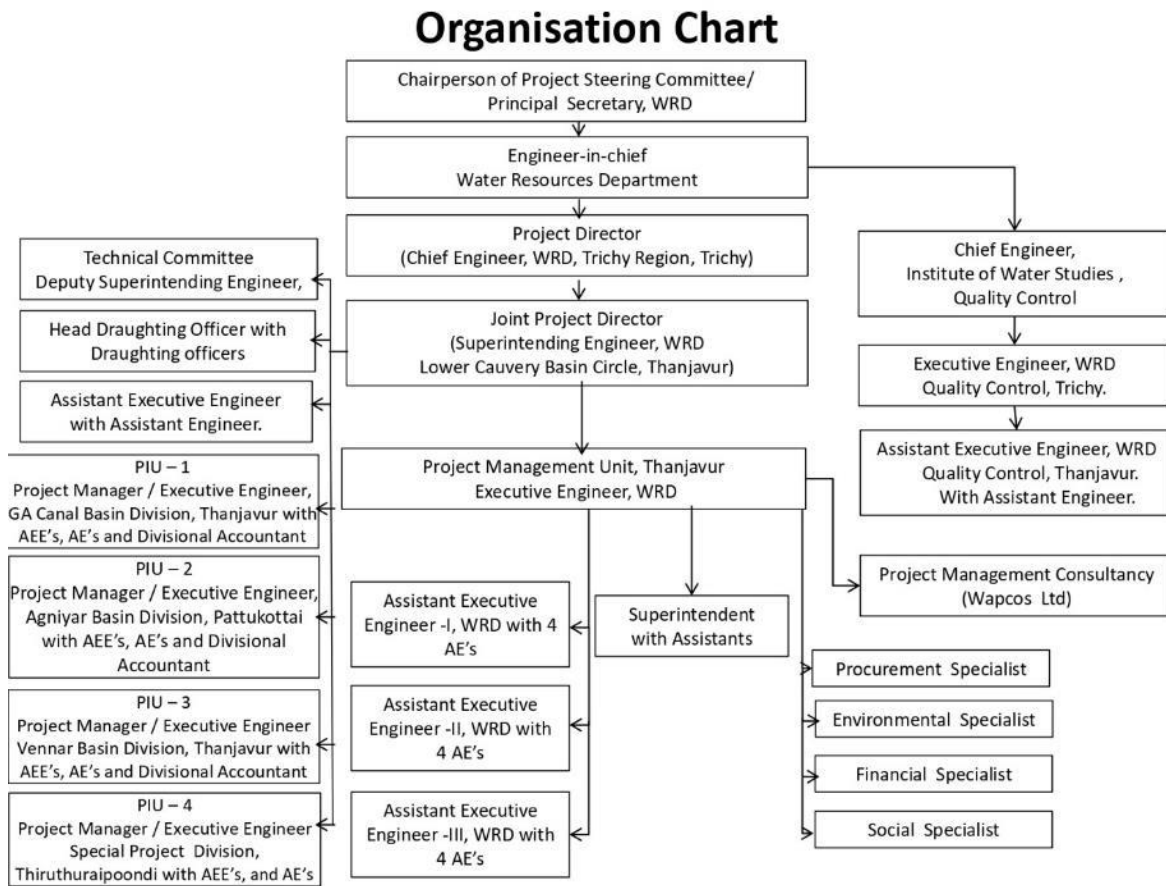 Organisation Chart
Chairperson of Project Steering Committee/
Principal Secretary, WRD
Engineer-in-chief
Water Resources Department
Project Director
(Chief Engineer, WRD, Trichy Region, Trichy)
Joint Project Director
(Superintending Engineer, WRD
Lower Cauvery Basin Circle, Thanjavur)
Technical Committee
Deputy Superintending Engineer,
Head Draughting Officer with
Draughting officers
Assistant Executive Engineer
with Assistant Engineer.
PIU – 1
Project Manager / Executive Engineer,
GA Canal Basin Division, Thanjavur with
AEE's, AE's and Divisional Accountant
PIU – 2
Project Manager / Executive Engineer,
Agniyar Basin Division, Pattukottai
with AEE's, AE's and Divisional
Accountant
PIU – 3
Project Manager / Executive Engineer
Vennar Basin Division, Thanjavur with
AEE's, AE's and Divisional Accountant
PIU – 4
Project Manager / Executive Engineer
Special Project Division,
Thiruthuraipoondi with AEE's, and AE's
Project Management Unit, Thanjavur
Executive Engineer, WRD
Assistant Executive
Engineer -I, WRD with 4
AE's
Assistant Executive
Engineer -II, WRD with
4 AE's
Assistant Executive
Engineer -III, WRD with
4 AE's
Superintendent
with Assistants
Chief Engineer,
Institute of Water Studies ,
Quality Control
Executive Engineer, WRD
Quality Control, Trichy.
Assistant Executive Engineer, WRD
Quality Control, Thanjavur.
With Assistant Engineer.
Project Management Consultancy
(Wapcos Ltd)
Procurement Specialist
Environmental Specialist
Financial Specialist
Social Specialist